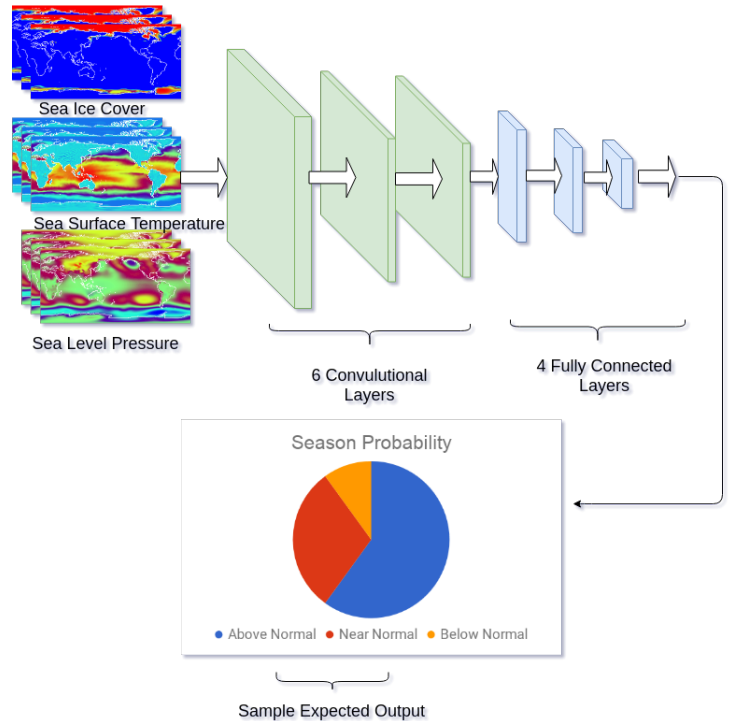 Sea Ice Cover
Sea Surface Temperature
Sea Level Pressure
6 Convulutional
Layers
4 Fully Connected
Layers
Season Probability
Above Normal
Near Normal
Below Normal
Sample Expected Output